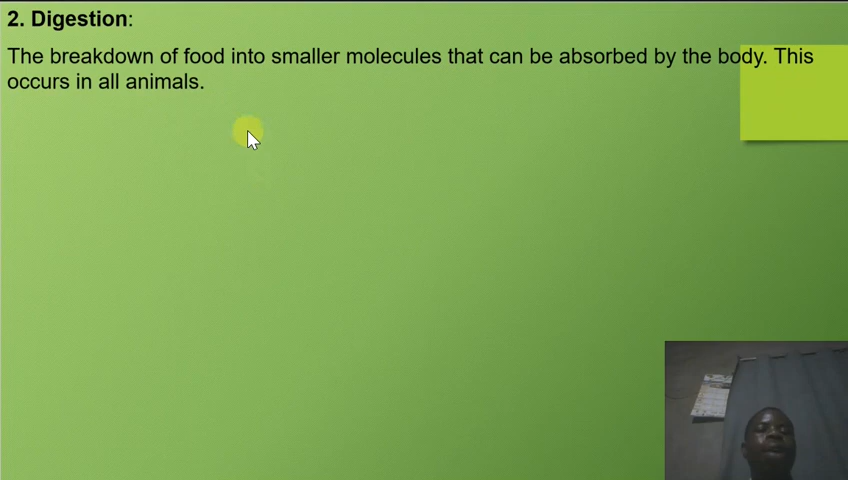 2. Digestion:
The breakdown of food into smaller molecules that can be absorbed by the body. This
occurs in all animals.